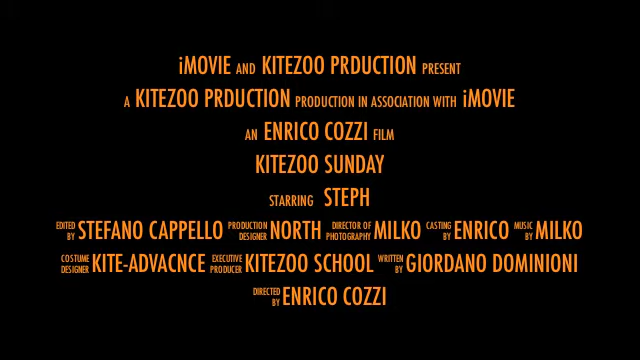 iMOVIE AND KITEZOO PRDUCTION PRESENT
A KITEZOO PRDUCTION PRODUCTION IN ASSOCIATION WITH iMOVIE
AN ENRICO COZZI FILM
KITEZOO SUNDAY
STARRING STEPH
EDITED BY STEFANO CAPPELLO PRODUCTION DESIGNER NORTH DIRECTOR OF PHOTOGRAPHY MILKO CASTING BY ENRICO MUSIC BY MILKO
COSTUME DESIGNER KITE-ADVACNCE EXECUTIVE PRODUCER KITEZOO SCHOOL WRITTEN BY GIORDANO DOMINIONI
DIRECTED BY ENRICO COZZI